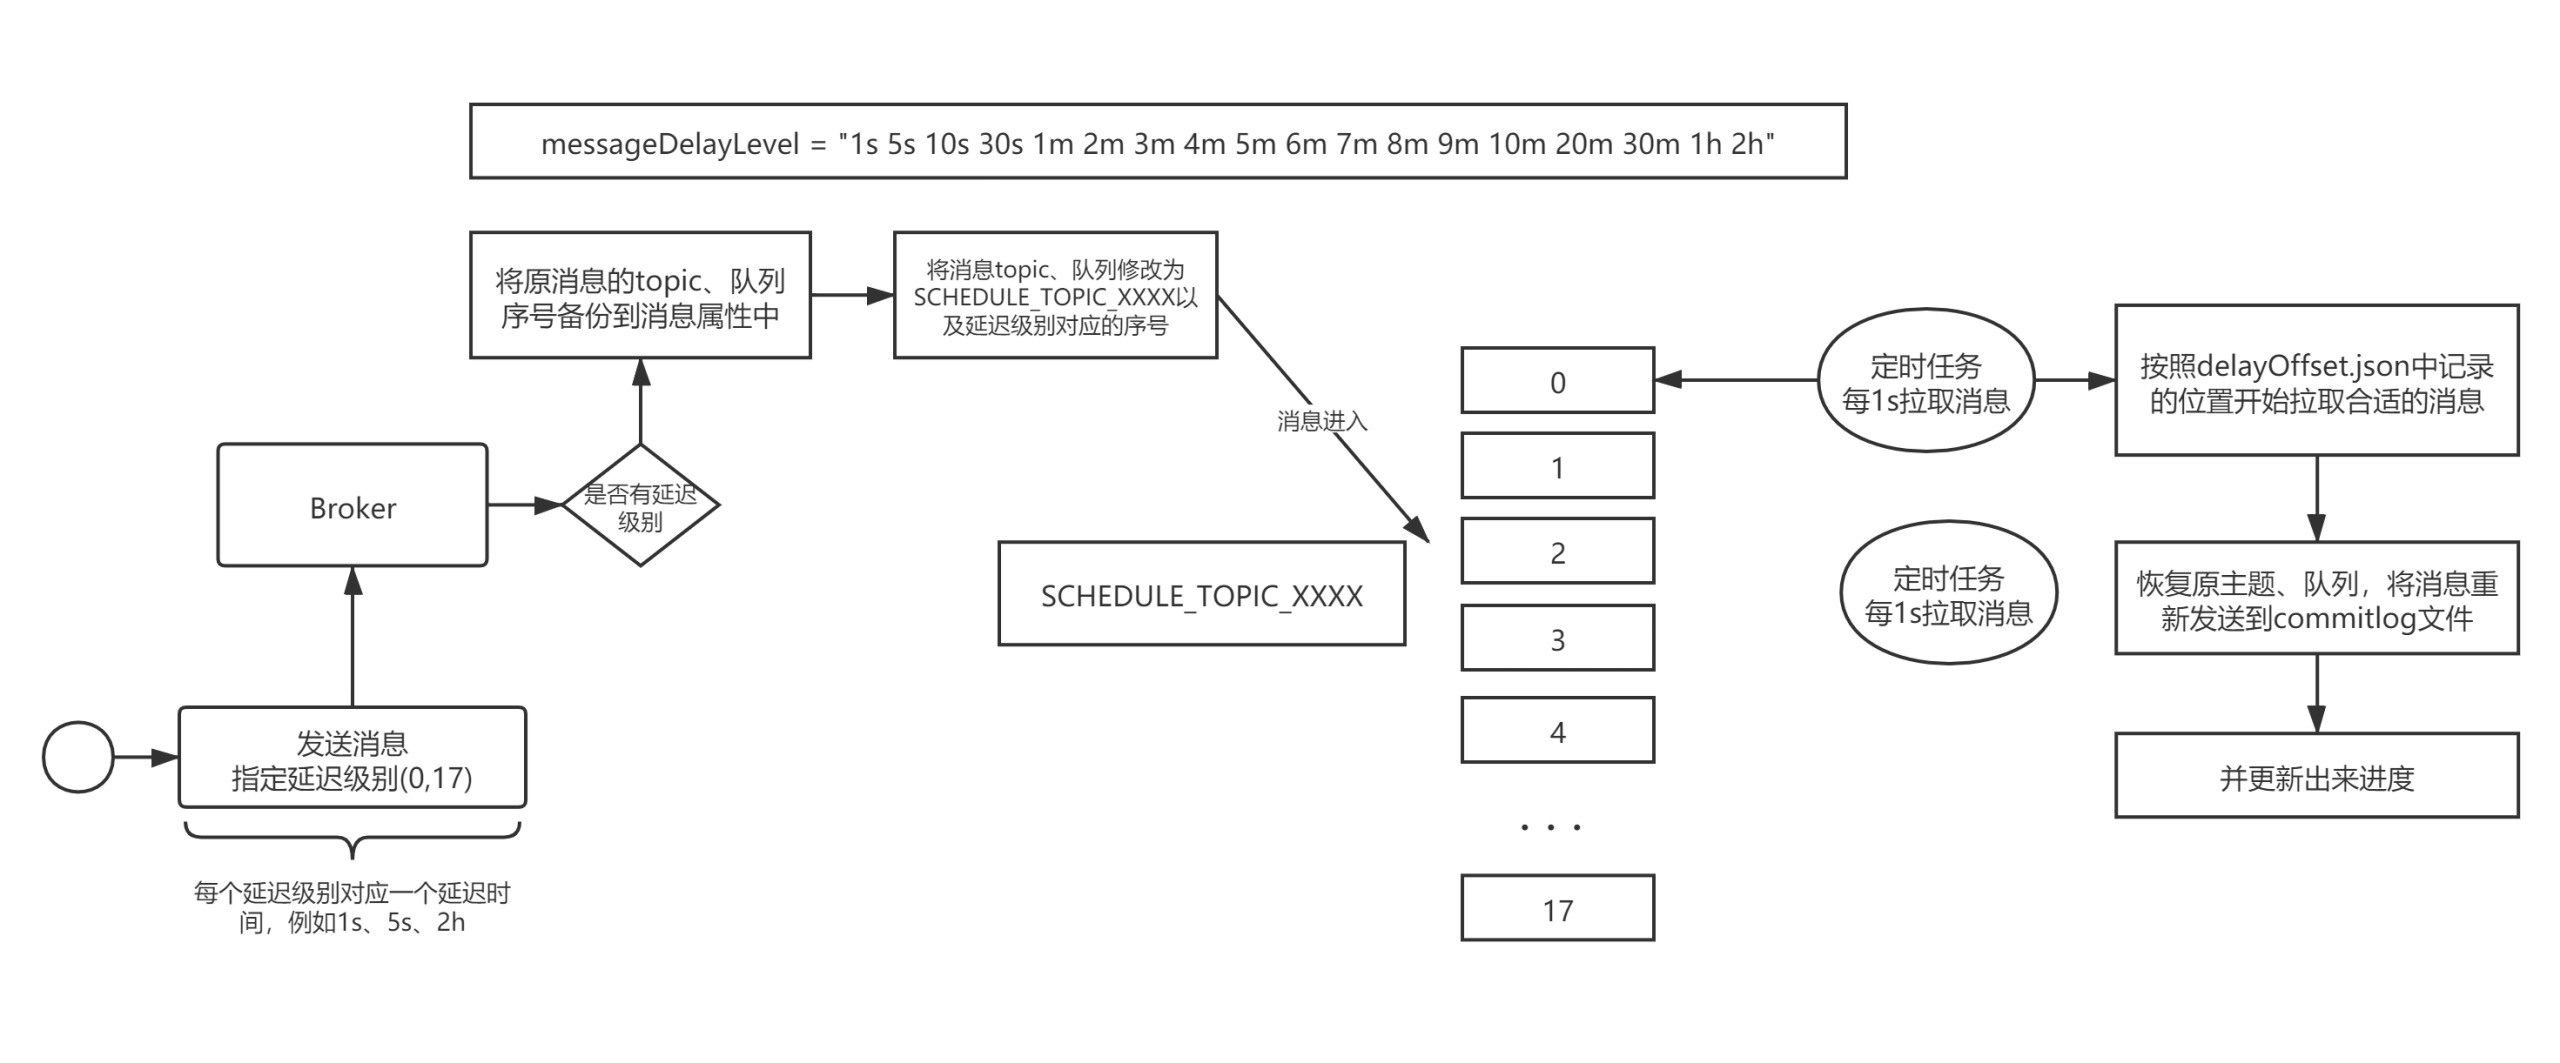 messageDelayLevel = "1s 5s 10s 30s 1m 2m 3m 4m 5m 6m 7m 8m 9m 10m 20m 30m 1h 2h"
将原消息的topic、队列
序号备份到消息属性中
将消息topic、队列修改为
SCHEDULE_TOPIC_XXXX以
及延迟级别对应的序号
消息进入
Broker
是否有延迟
级别
发送消息
指定延迟级别(0,17)
每个延迟级别对应一个延迟时
间，例如1s、5s、2h
SCHEDULE_TOPIC_XXXX
0
1
2
3
4
. . .
17
定时任务
每1s拉取消息
定时任务
每1s拉取消息
按照delayOffset.json中记录
的位置开始拉取合适的消息
恢复原主题、队列，将消息重
新发送到commitlog文件
并更新出来进度